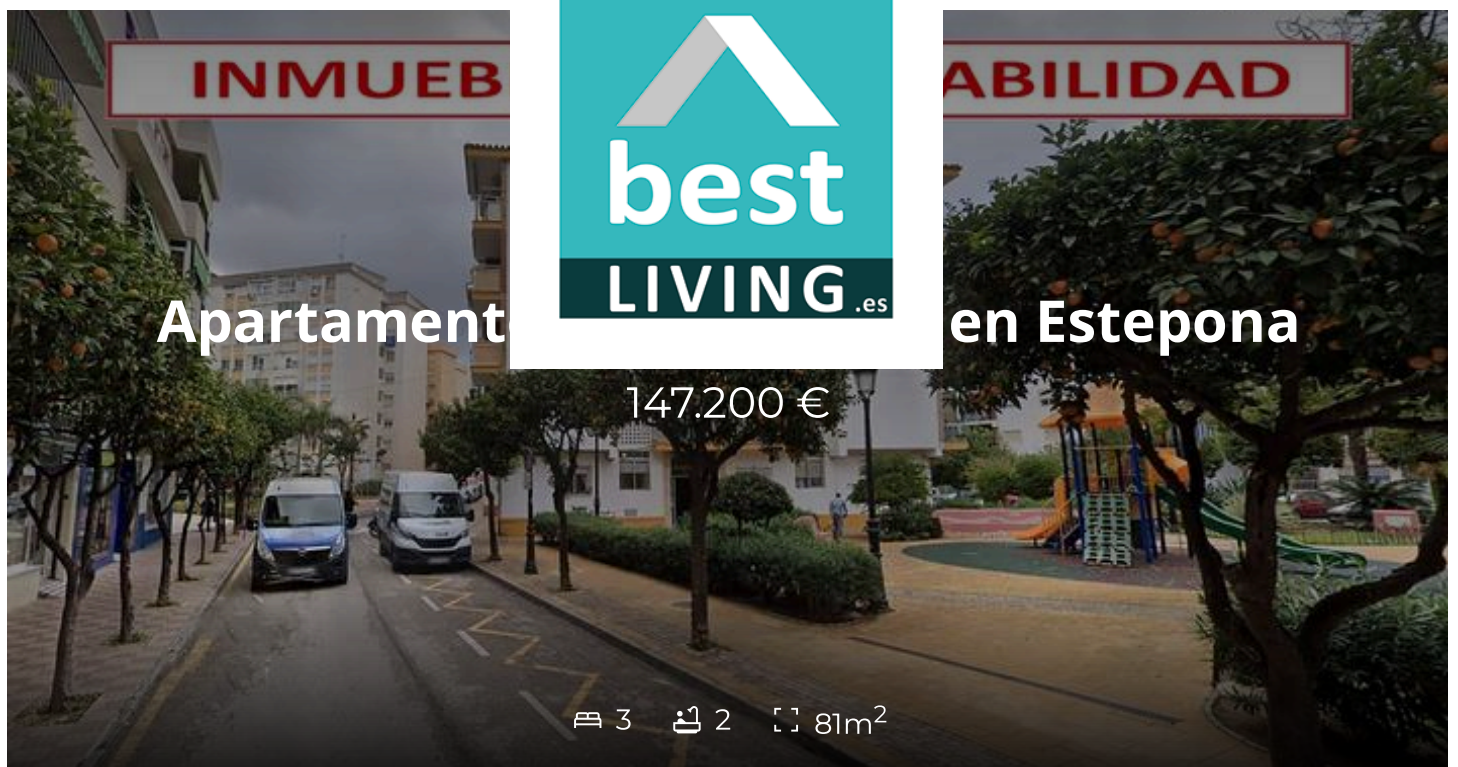 INMUEB ABILIDAD
best
LIVING.es
Apartament en Estepona
147.200 €
3 2 81m²